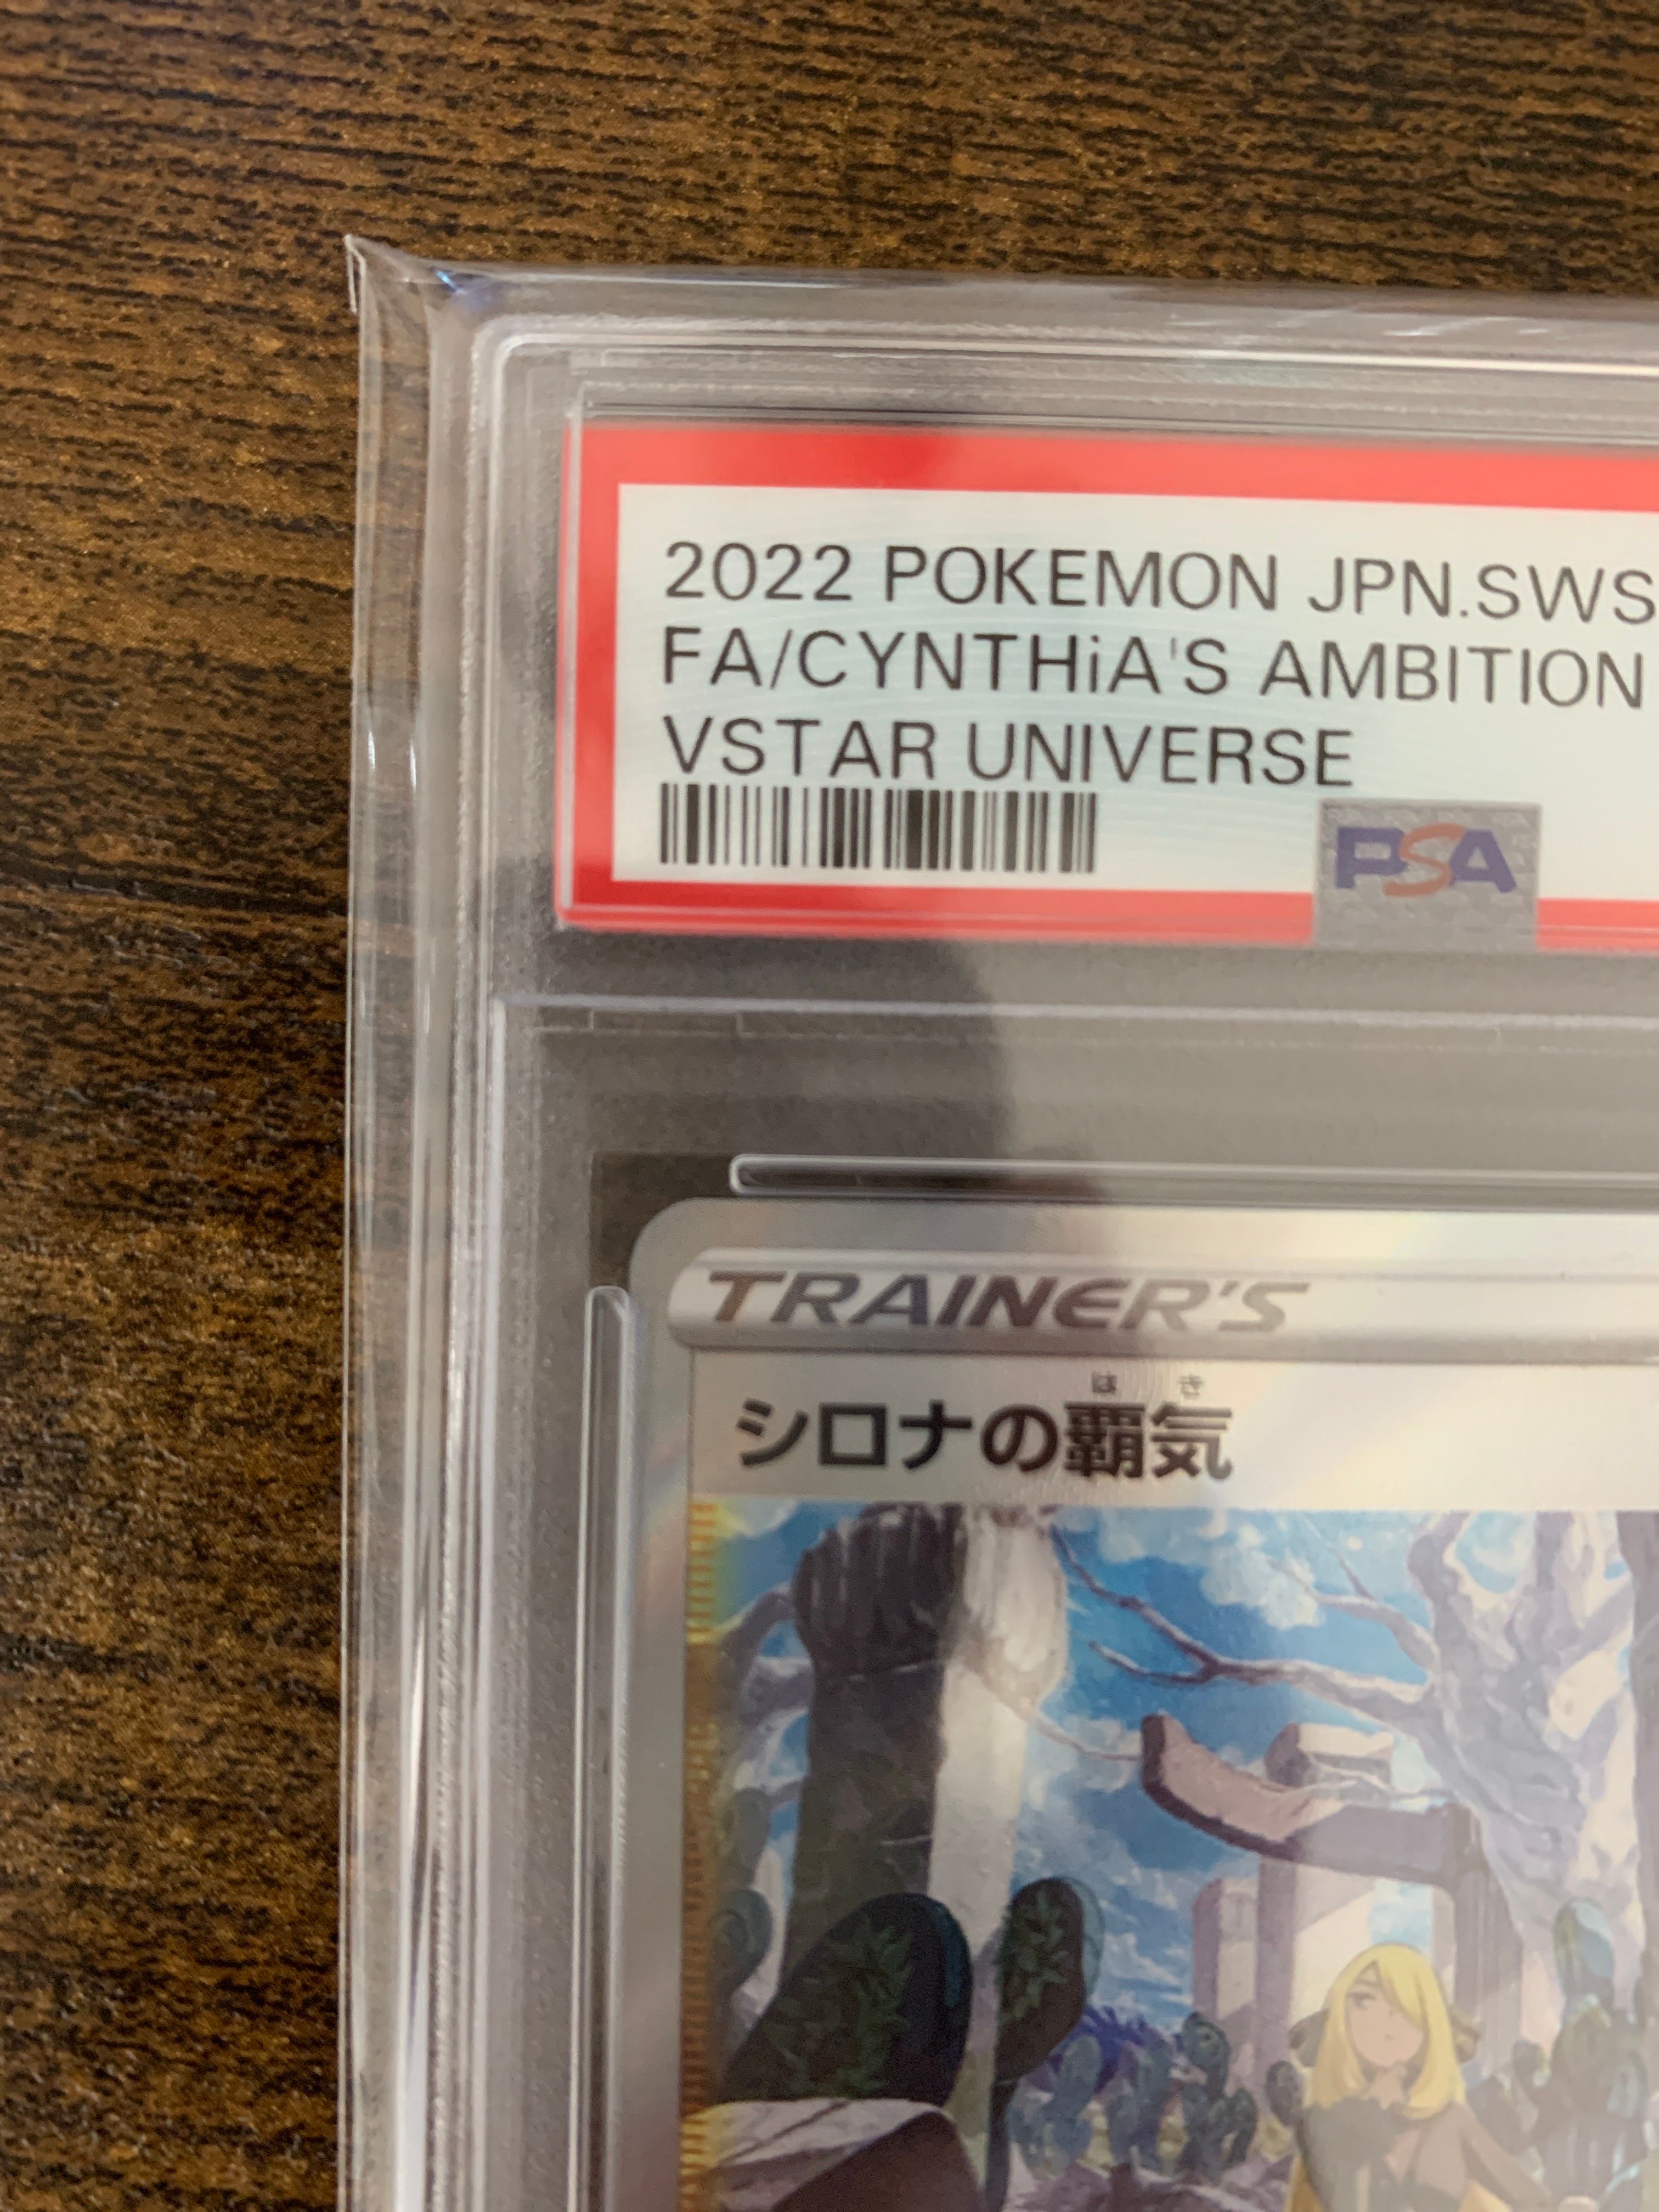 2022 POKEMON JPN.SWS
FA/CYNTHiA'S AMBITION
VSTAR UNIVERSE
PSA
TRAINER'S
はき
シロナの覇気